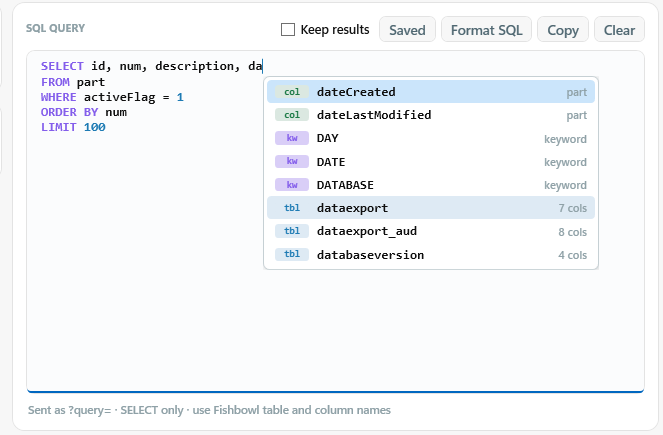 SQL QUERY
Keep results Saved Format SQL Copy Clear
SELECT id, num, description, da
FROM part
WHERE activeFlag = 1
ORDER BY num
LIMIT 100
col dateCreated part
col dateLastModified part
kw DAY keyword
kw DATE keyword
kw DATABASE keyword
tbl dataexport 7 cols
tbl dataexport_aud 8 cols
tbl databaseversion 4 cols
Sent as ?query= · SELECT only · use Fishbowl table and column names